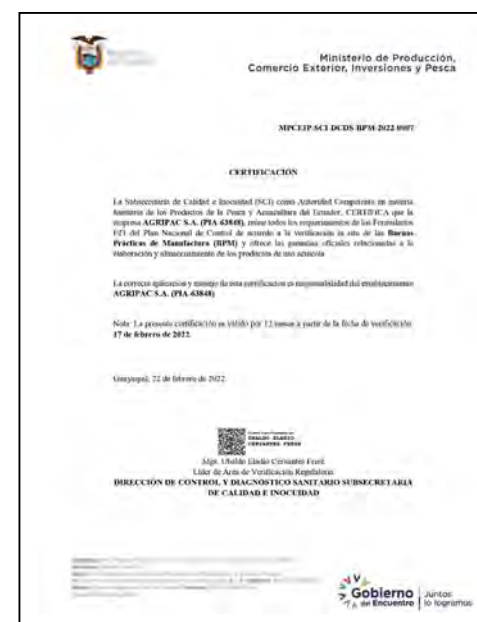 Ministerio de Producción,
Comercio Exterior, Inversiones y Pesca
MPCEIP-SCI-DCDS-BPM-2022-0007
CERTIFICACIÓN
La Subsecretaría de Calidad e Inocuidad (SCI) como Autoridad Competente en materia
Sanitaria de los Productos de la Pesca y Acuacultura del Ecuador, CERTIFICA que la
empresa AGRIPAC S.A. (PIA-63848), reúne todos los requerimientos de los Formularios
del Plan Nacional de Control de acuerdo a la verificación in situ de las Buenas
Prácticas de Manufactura (BPM) y ofrece las garantías oficiales relacionadas a la
elaboración y almacenamiento de los productos de uso acuícola
La correcta aplicación y manejo de esta certificación es responsabilidad del establecimiento
AGRIPAC S.A. (PIA-63848)
Nota: La presente certificación es válido por 12 meses a partir de la fecha de verificación:
17 de febrero de 2022.
Guayaquil, 22 de febrero de 2022.
UBALDO ELADIO
CERVANTES
Mgs. Ubaldo Eladio Cervantes
Líder de Área de Verificación Regulatoria
DIRECCIÓN DE CONTROL Y DIAGNOSTICO SANITARIO SUBSECRETARIA
DE CALIDAD E INOCUIDAD
Gobierno
del Encuentro
Juntos
lo logramos